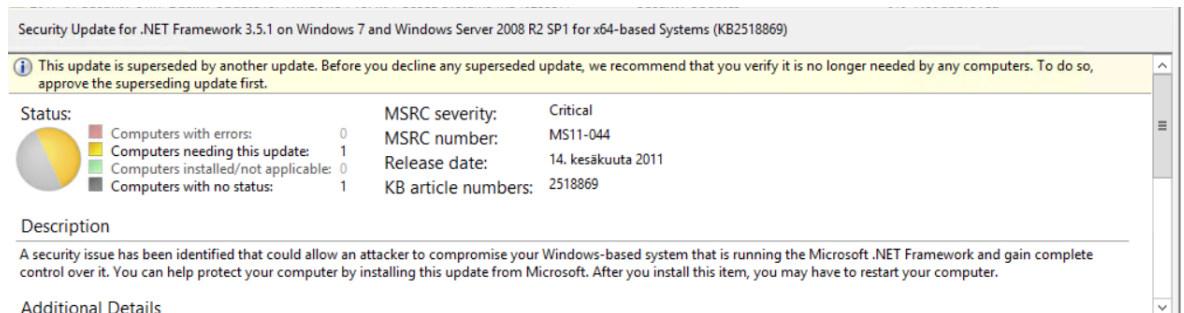 Security Update for .NET Framework 3.5.1 on Windows 7 and Windows Server 2008 R2 SP1 for x64-based Systems (KB2518869)
This update is superseded by another update. Before you decline any superseded update, we recommend that you verify it is no longer needed by any computers. To do so,
approve the superseding update first.
Status:
Computers with errors: 0
Computers needing this update: 1
Computers installed/not applicable: 0
Computers with no status: 1
MSRC severity: Critical
MSRC number: MS11-044
Release date: 14. kesäkuuta 2011
KB article numbers: 2518869
Description
A security issue has been identified that could allow an attacker to compromise your Windows-based system that is running the Microsoft .NET Framework and gain complete
control over it. You can help protect your computer by installing this update from Microsoft. After you install this item, you may have to restart your computer.
Additional Details